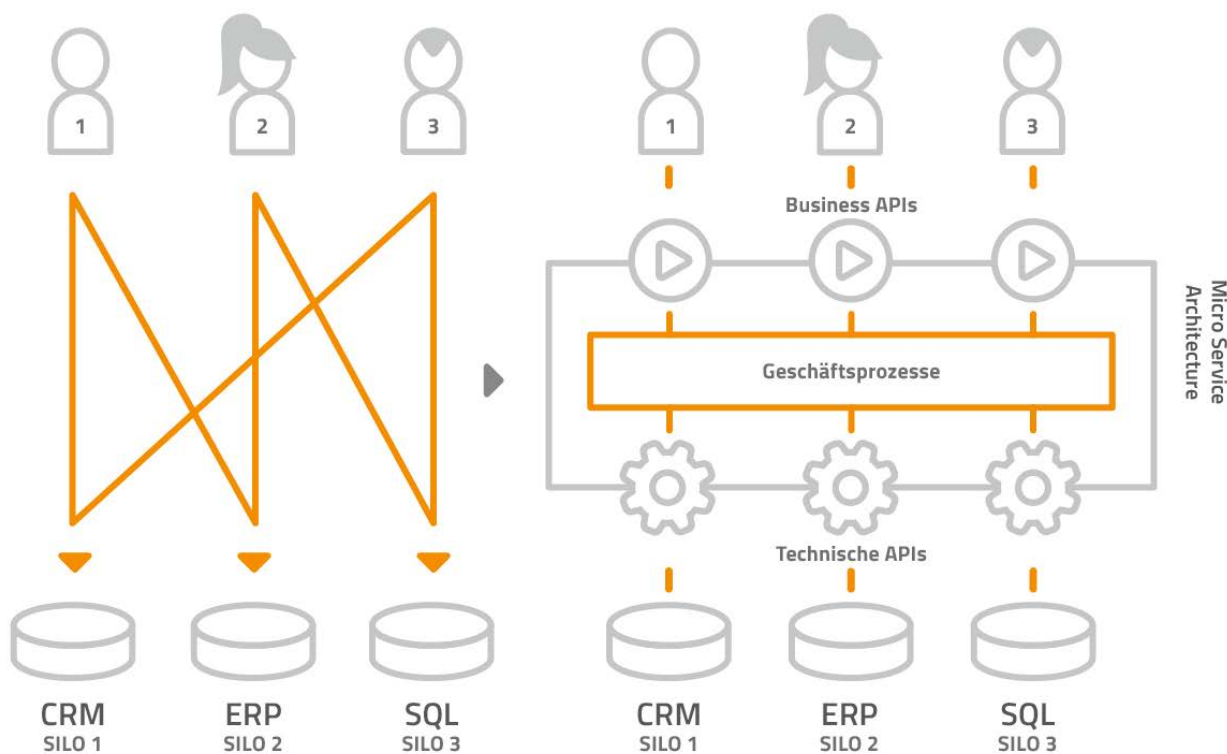 1
2
3
1
2
3
Business APIs
Geschäftsprozesse
Micro Service
Architecture
Technische APIs
CRM
SILO 1
ERP
SILO 2
SQL
SILO 3
CRM
SILO 1
ERP
SILO 2
SQL
SILO 3